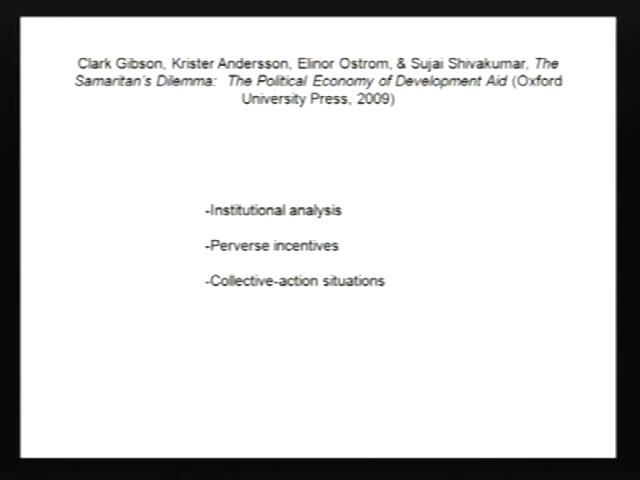 Clark Gibson, Krister Andersson, Elinor Ostrom, & Sujai Shivakumar, The
Samaritan's Dilemma: The Political Economy of Development Aid (Oxford
University Press, 2009)
-Institutional analysis
-Perverse incentives
-Collective-action situations